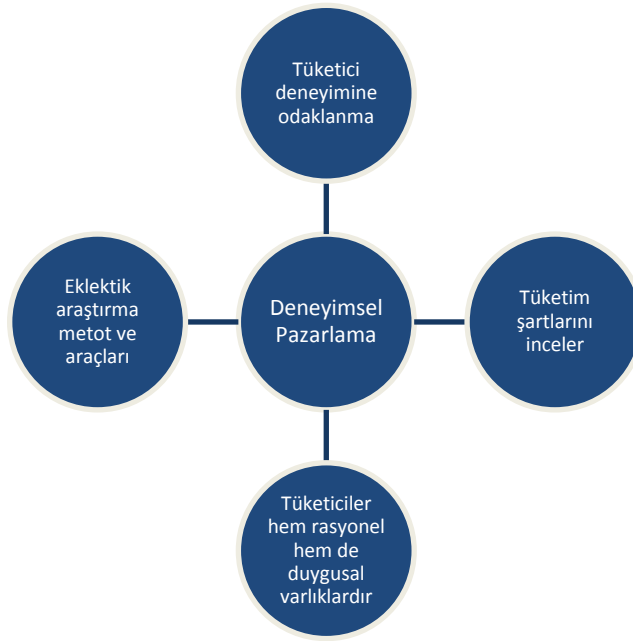 Tüketici
deneyimine
odaklanma
Eklektik
araştırma
metot ve
araçları
Deneyimsel
Pazarlama
Tüketim
şartlarını
inceler
Tüketiciler
hem rasyonel
hem de
duygusal
varlıklardır